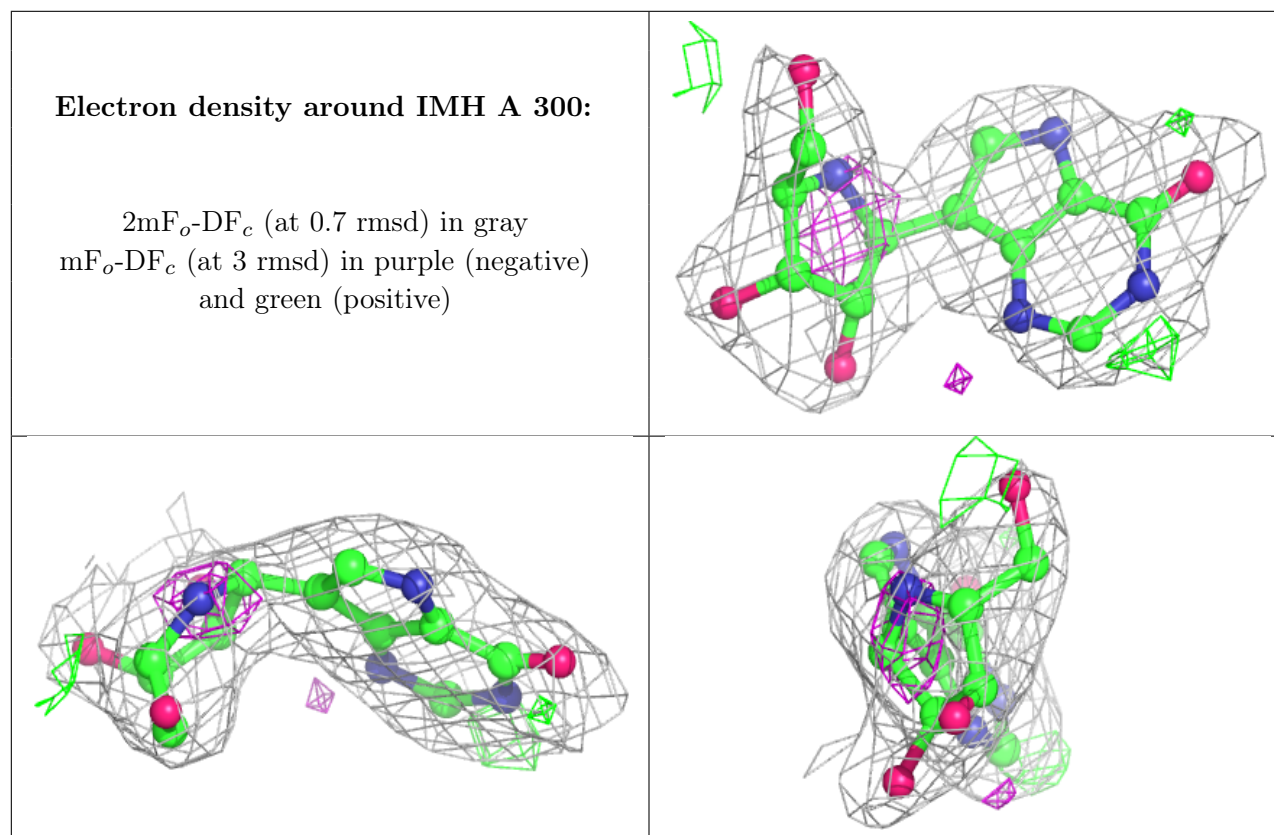 Electron density around IMH A 300:
2mFo-DFc (at 0.7 rmsd) in gray
mFo-DFc (at 3 rmsd) in purple (negative)
and green (positive)